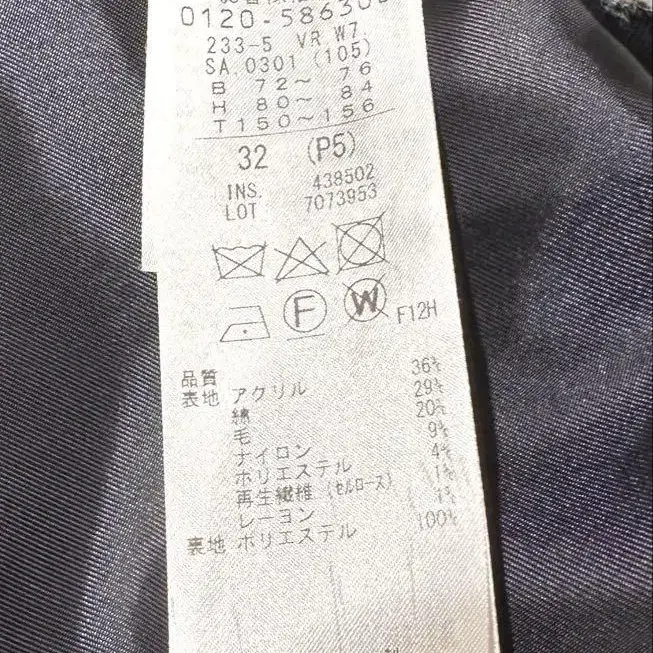 0120-58630
233-5 VR W7.
SA.0301 (105)
B 72～ 76
H 80～ 84
T150～156
32 (P5)
INS. 438502
LOT 7073953
F
W
F12H
品質
表地 アクリル 36%
綿 29%
毛 20%
ナイロン 9%
ポリエステル 4%
再生繊維(セルロース) 1%
レーヨン 1%
表地 ポリエステル 100%